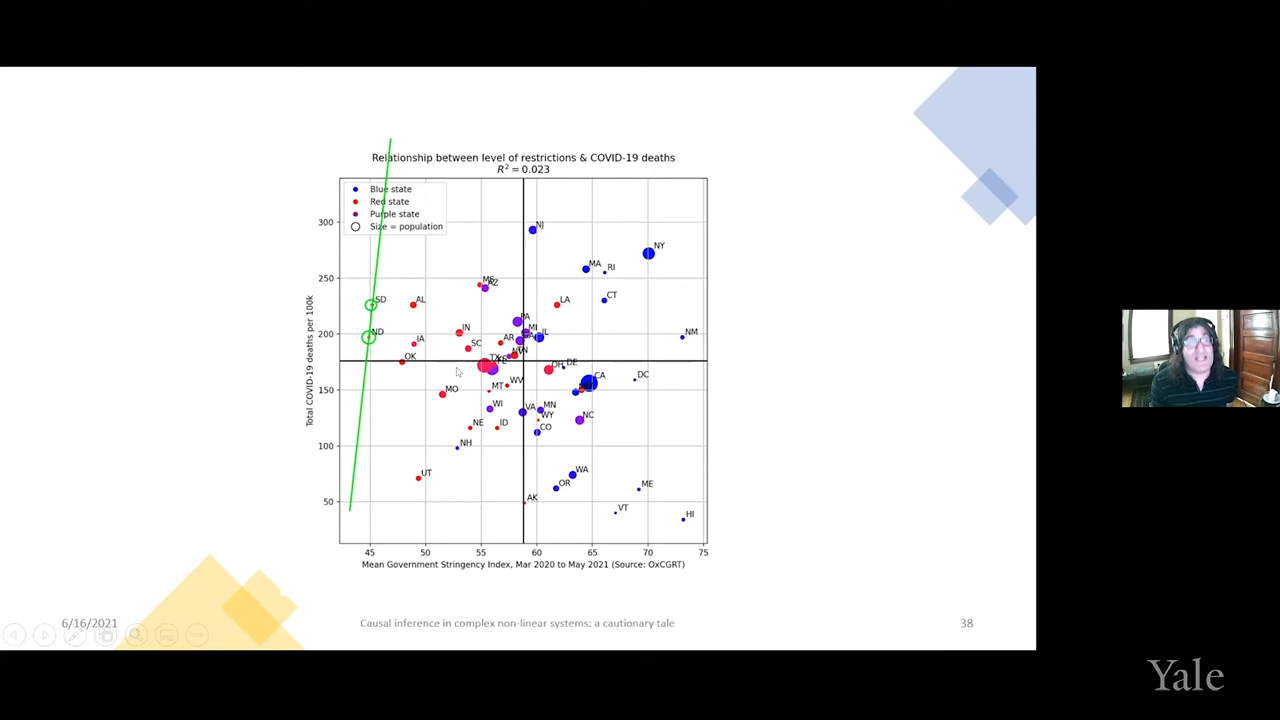 Relationship between level of restrictions & COVID-19 deaths
R² = 0.023
Blue state
Red state
Purple state
Size = population
Total COVID-19 deaths per 100k
300
250
200
150
100
50
NJ
NY
MA
RI
MS
AZ
CT
SD
AL
LA
PA
ND
IN
MI
IL
NM
IA
SC
AR
OK
TX
FL
NV
TN
OH
DE
CA
DC
MO
MT
WV
WI
VA
MN
WY
NC
NE
ID
CO
NH
UT
WA
OR
ME
AK
VT
HI
45
50
55
60
65
70
75
Mean Government Stringency Index, Mar 2020 to May 2021 (Source: OxCGRT)
6/16/2021
Causal inference in complex non-linear systems: a cautionary tale
38
Yale